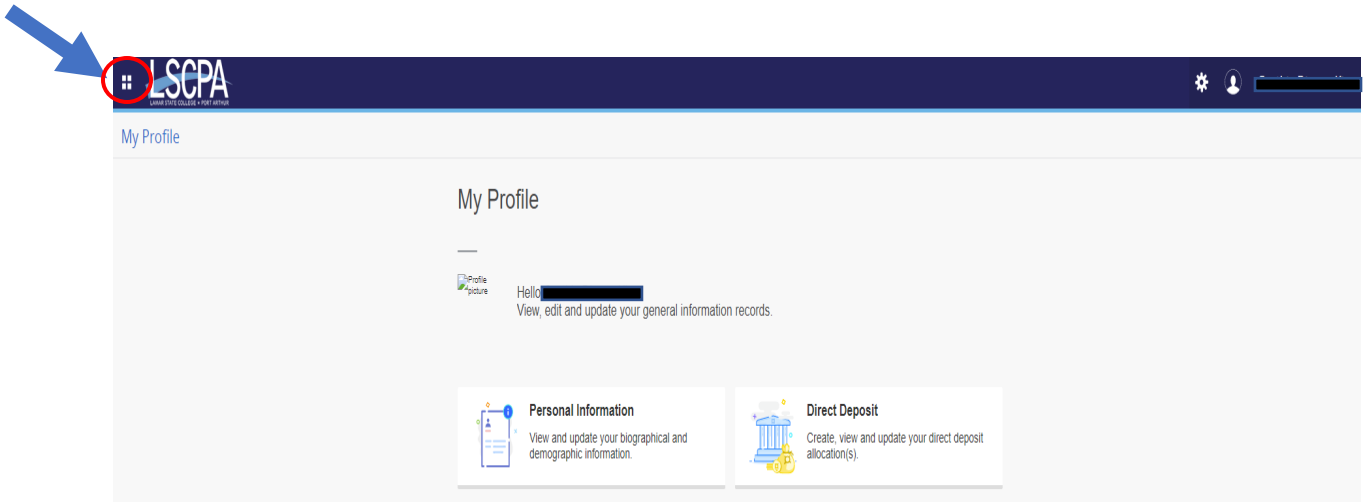 LSCPA
LAMAR STATE COLLEGE • PORT ARTHUR
My Profile
My Profile
Profile
picture
Hello
View, edit and update your general information records.
Personal Information
View and update your biographical and
demographic information.
Direct Deposit
Create, view and update your direct deposit
allocation(s).